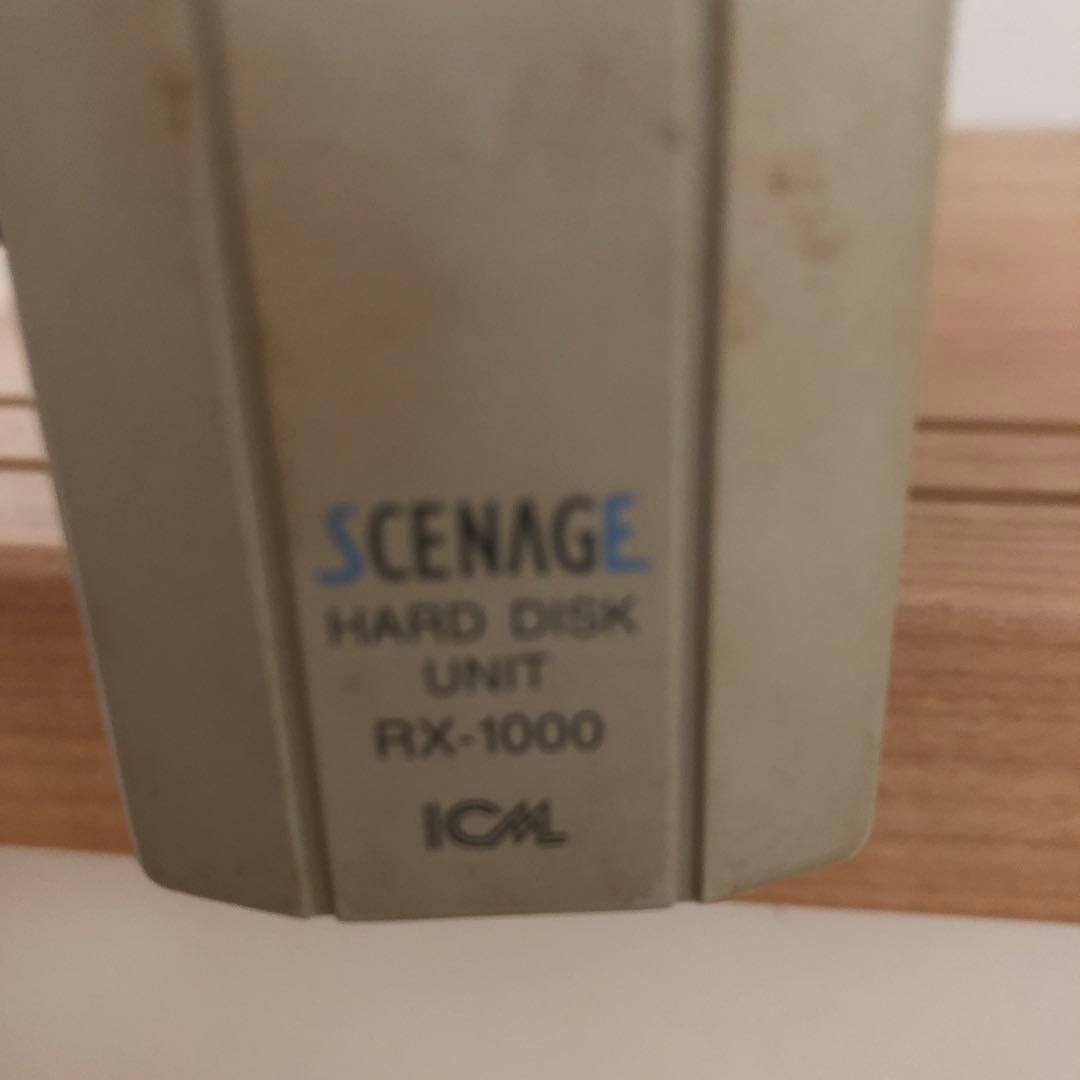 SCENAGE
HARD DISK
UNIT
RX-1000
ICM